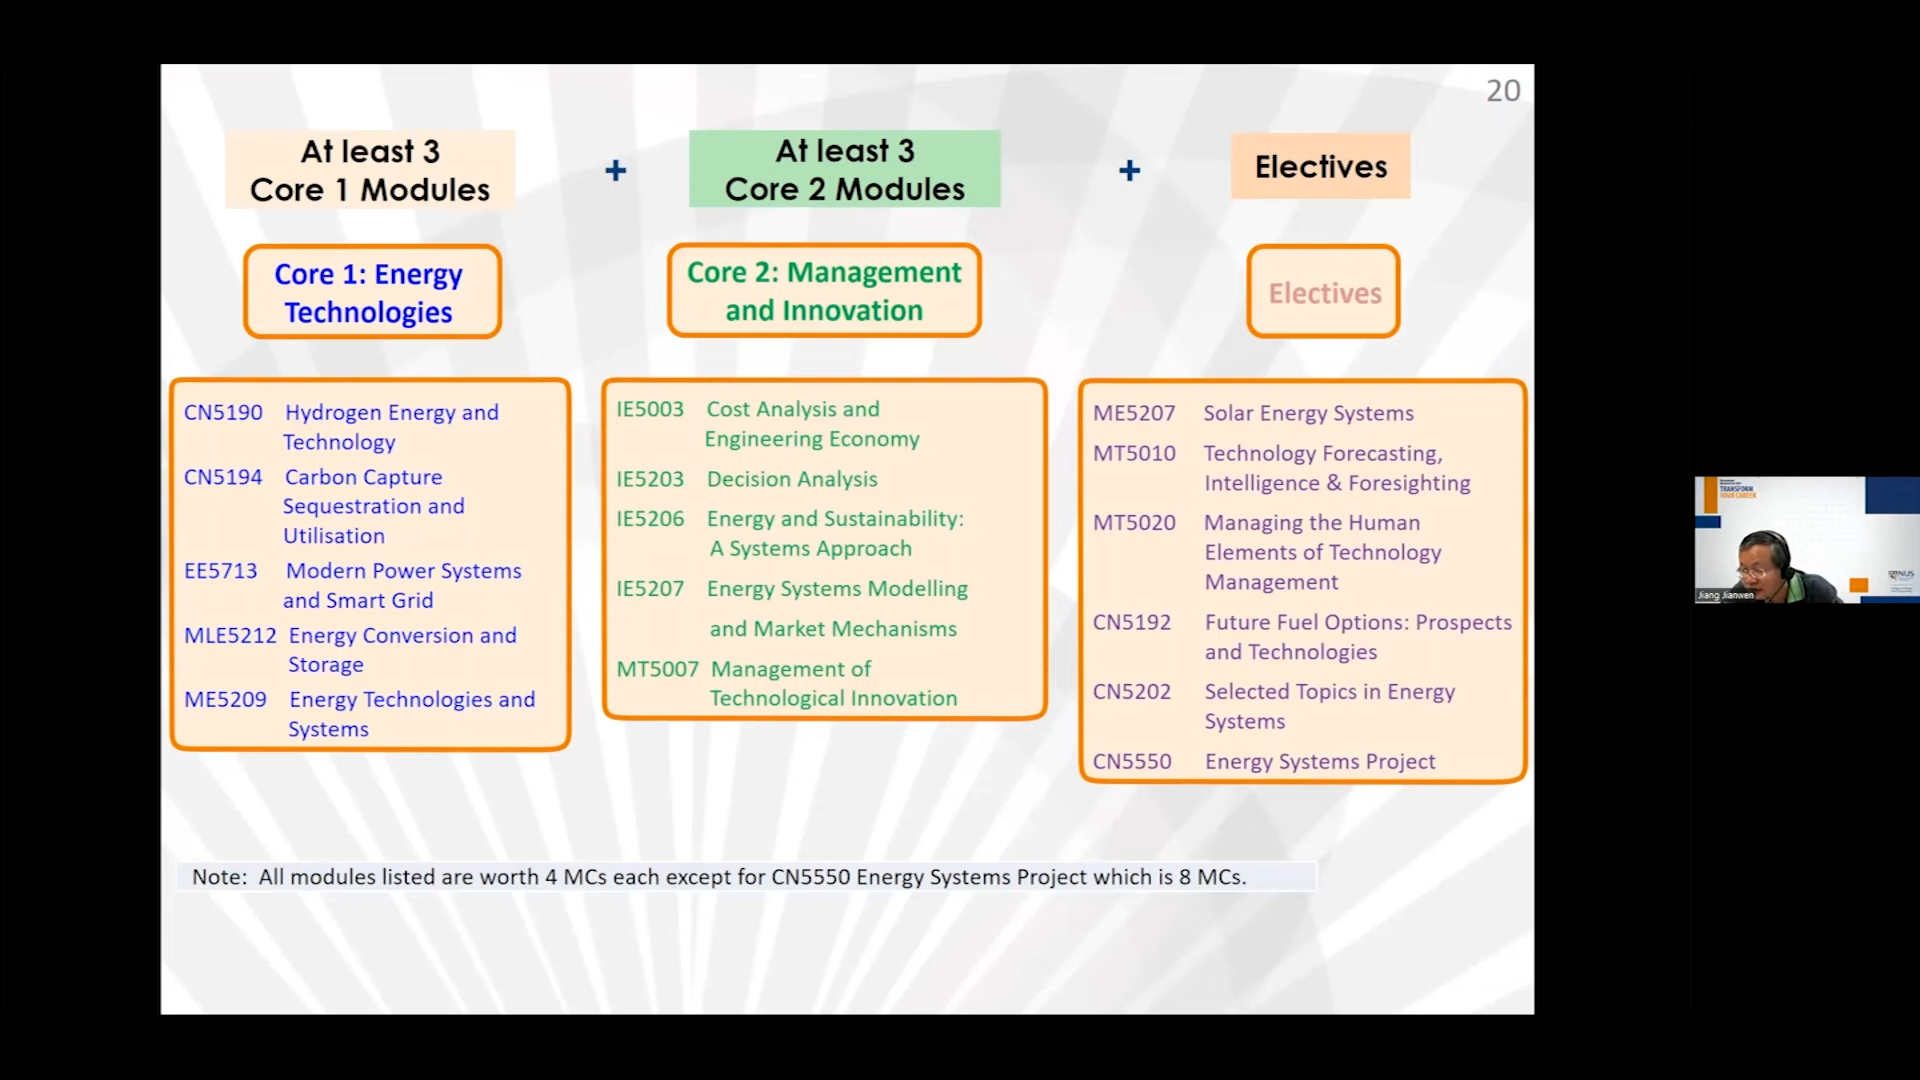 20
At least 3
Core 1 Modules
+
At least 3
Core 2 Modules
+
Electives
Core 1: Energy
Technologies
Core 2: Management
and Innovation
Electives
CN5190 Hydrogen Energy and
Technology
CN5194 Carbon Capture
Sequestration and
Utilisation
EE5713 Modern Power Systems
and Smart Grid
MLE5212 Energy Conversion and
Storage
ME5209 Energy Technologies and
Systems
IE5003 Cost Analysis and
Engineering Economy
IE5203 Decision Analysis
IE5206 Energy and Sustainability:
A Systems Approach
IE5207 Energy Systems Modelling
and Market Mechanisms
MT5007 Management of
Technological Innovation
ME5207 Solar Energy Systems
MT5010 Technology Forecasting,
Intelligence & Foresighting
MT5020 Managing the Human
Elements of Technology
Management
CN5192 Future Fuel Options: Prospects
and Technologies
CN5202 Selected Topics in Energy
Systems
CN5550 Energy Systems Project
Note: All modules listed are worth 4 MCs each except for CN5550 Energy Systems Project which is 8 MCs.
TRANSFORM
YOUR CAREER
NUS
Jiang Jianwen